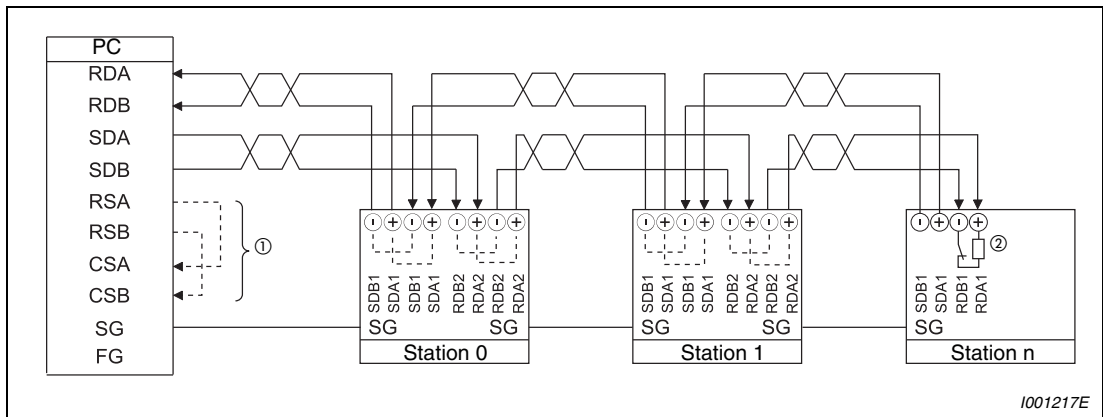 PC
RDA
RDB
SDA
SDB
RSA
RSB
CSA
CSB
SG
FG
①
- + - + - + - +
SDB1 SDA1 SDB1 SDA1 RDB2 RDA2 RDB2 RDA2
SG SG
Station 0
- + - + - + - +
SDB1 SDA1 SDB1 SDA1 RDB2 RDA2 RDB2 RDA2
SG SG
Station 1
- + - +
②
SDB1 SDA1 RDB1 RDA1
SG
Station n
I001217E